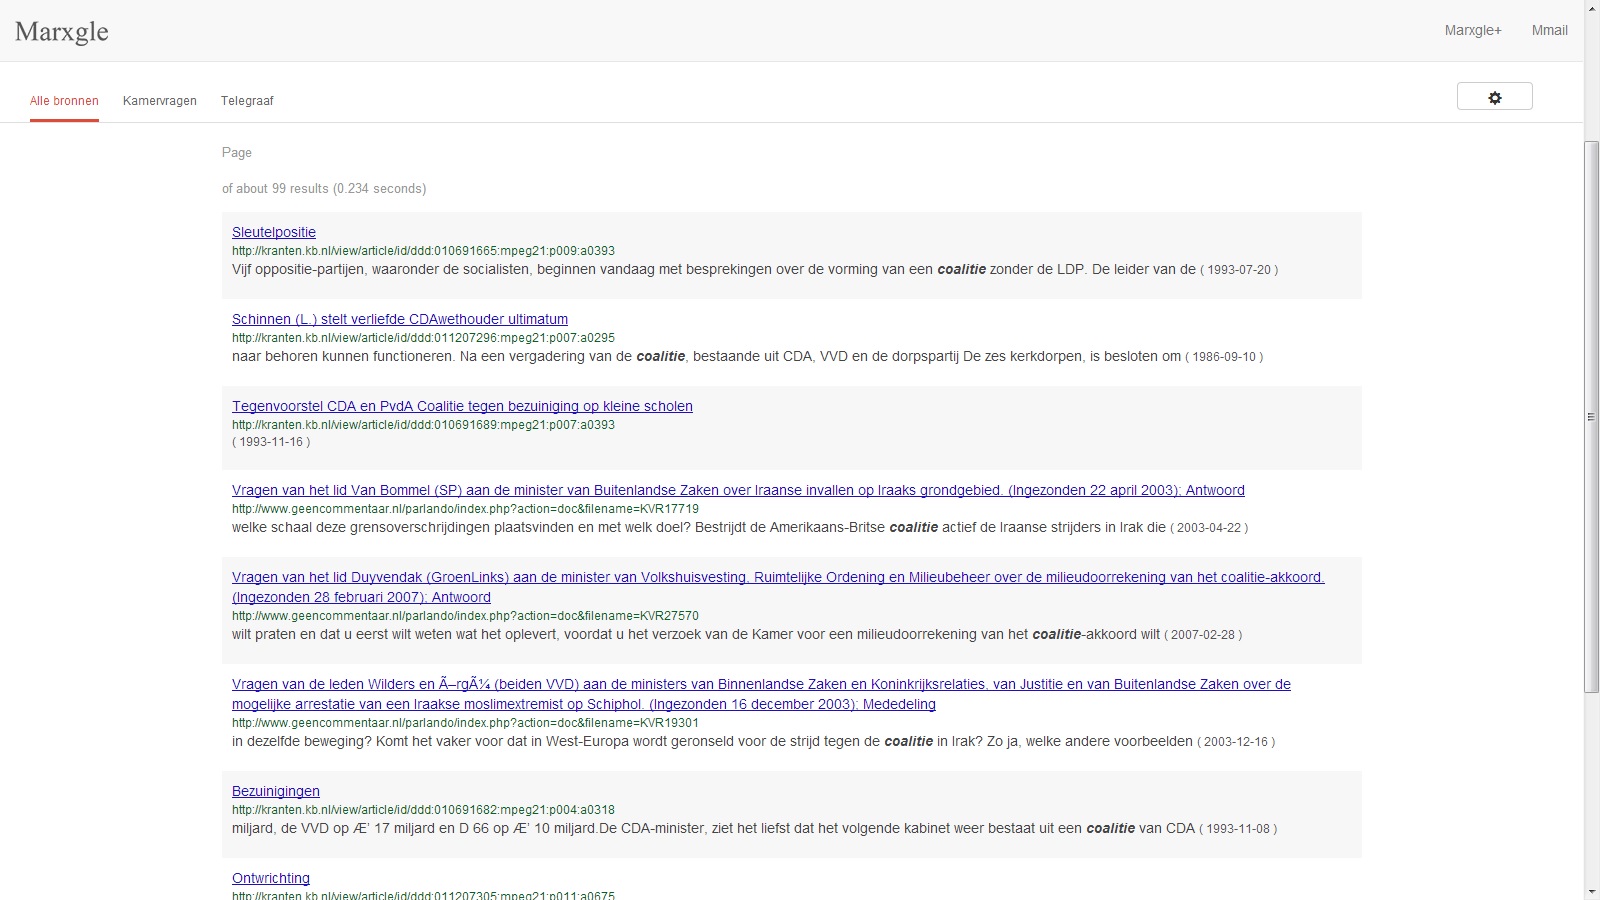 Marxgle
Marxgle+ Mmail
Alle bronnen Kamervragen Telegraaf
Page
of about 99 results (0.234 seconds)
Sleutelpositie
http://kranten.kb.nl/view/article/id/ddd:010691665:mpeg21:p009:a0393
Vijf oppositie-partijen, waaronder de socialisten, beginnen vandaag met besprekingen over de vorming van een coalitie zonder de LDP. De leider van de ( 1993-07-20 )
Schinnen (L.) stelt verliefde CDAwethouder ultimatum
http://kranten.kb.nl/view/article/id/ddd:011207296:mpeg21:p007:a0295
naar behoren kunnen functioneren. Na een vergadering van de coalitie, bestaande uit CDA, VVD en de dorpspartij De zes kerkdorpen, is besloten om ( 1986-09-10 )
Tegenvoorstel CDA en PvdA Coalitie tegen bezuiniging op kleine scholen
http://kranten.kb.nl/view/article/id/ddd:010691689:mpeg21:p007:a0393
( 1993-11-16 )
Vragen van het lid Van Bommel (SP) aan de minister van Buitenlandse Zaken over Iraanse invallen op Iraaks grondgebied. (Ingezonden 22 april 2003); Antwoord
http://www.geencommentaar.nl/parlando/index.php?action=doc&filename=KVR17719
welke schaal deze grensoverschrijdingen plaatsvinden en met welk doel? Bestrijdt de Amerikaans-Britse coalitie actief de Iraanse strijders in Irak die ( 2003-04-22 )
Vragen van het lid Duyvendak (GroenLinks) aan de minister van Volkshuisvesting, Ruimtelijke Ordening en Milieubeheer over de milieudoorrekening van het coalitie-akkoord.
(Ingezonden 28 februari 2007); Antwoord
http://www.geencommentaar.nl/parlando/index.php?action=doc&filename=KVR27570
wilt praten en dat u eerst wilt weten wat het oplevert, voordat u het verzoek van de Kamer voor een milieudoorrekening van het coalitie-akkoord wilt ( 2007-02-28 )
Vragen van de leden Wilders en Ã–rgÃ¼ (beiden VVD) aan de ministers van Binnenlandse Zaken en Koninkrijksrelaties, van Justitie en van Buitenlandse Zaken over de
mogelijke arrestatie van een Iraakse moslimextremist op Schiphol. (Ingezonden 16 december 2003); Mededeling
http://www.geencommentaar.nl/parlando/index.php?action=doc&filename=KVR19301
in dezelfde beweging? Komt het vaker voor dat in West-Europa wordt geronseld voor de strijd tegen de coalitie in Irak? Zo ja, welke andere voorbeelden ( 2003-12-16 )
Bezuinigingen
http://kranten.kb.nl/view/article/id/ddd:010691682:mpeg21:p004:a0318
miljard, de VVD op Æ’ 17 miljard en D 66 op Æ’ 10 miljard.De CDA-minister, ziet het liefst dat het volgende kabinet weer bestaat uit een coalitie van CDA ( 1993-11-08 )
Ontwrichting
http://kranten.kb.nl/view/article/id/ddd:011207305:mpeg21:p011:a0675